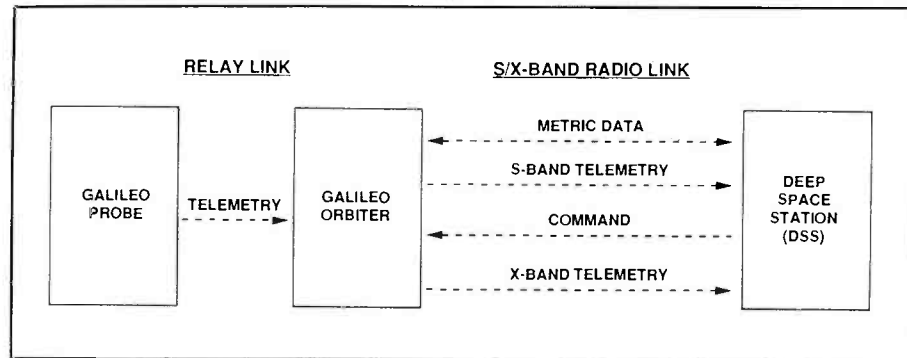 RELAY LINK
S/X-BAND RADIO LINK
GALILEO
PROBE
TELEMETRY
GALILEO
ORBITER
METRIC DATA
S-BAND TELEMETRY
COMMAND
X-BAND TELEMETRY
DEEP
SPACE
STATION
(DSS)